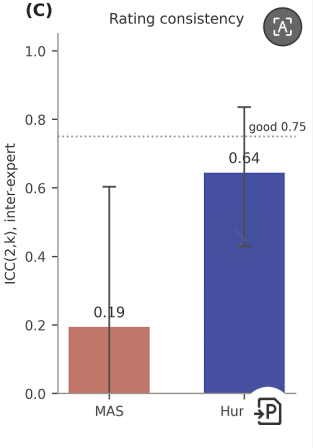 (C)
Rating consistency
A
1.0
0.8
good 0.75
0.64
0.6
ICC(2,k), inter-expert
0.4
0.19
0.2
0.0
MAS
Hur
P